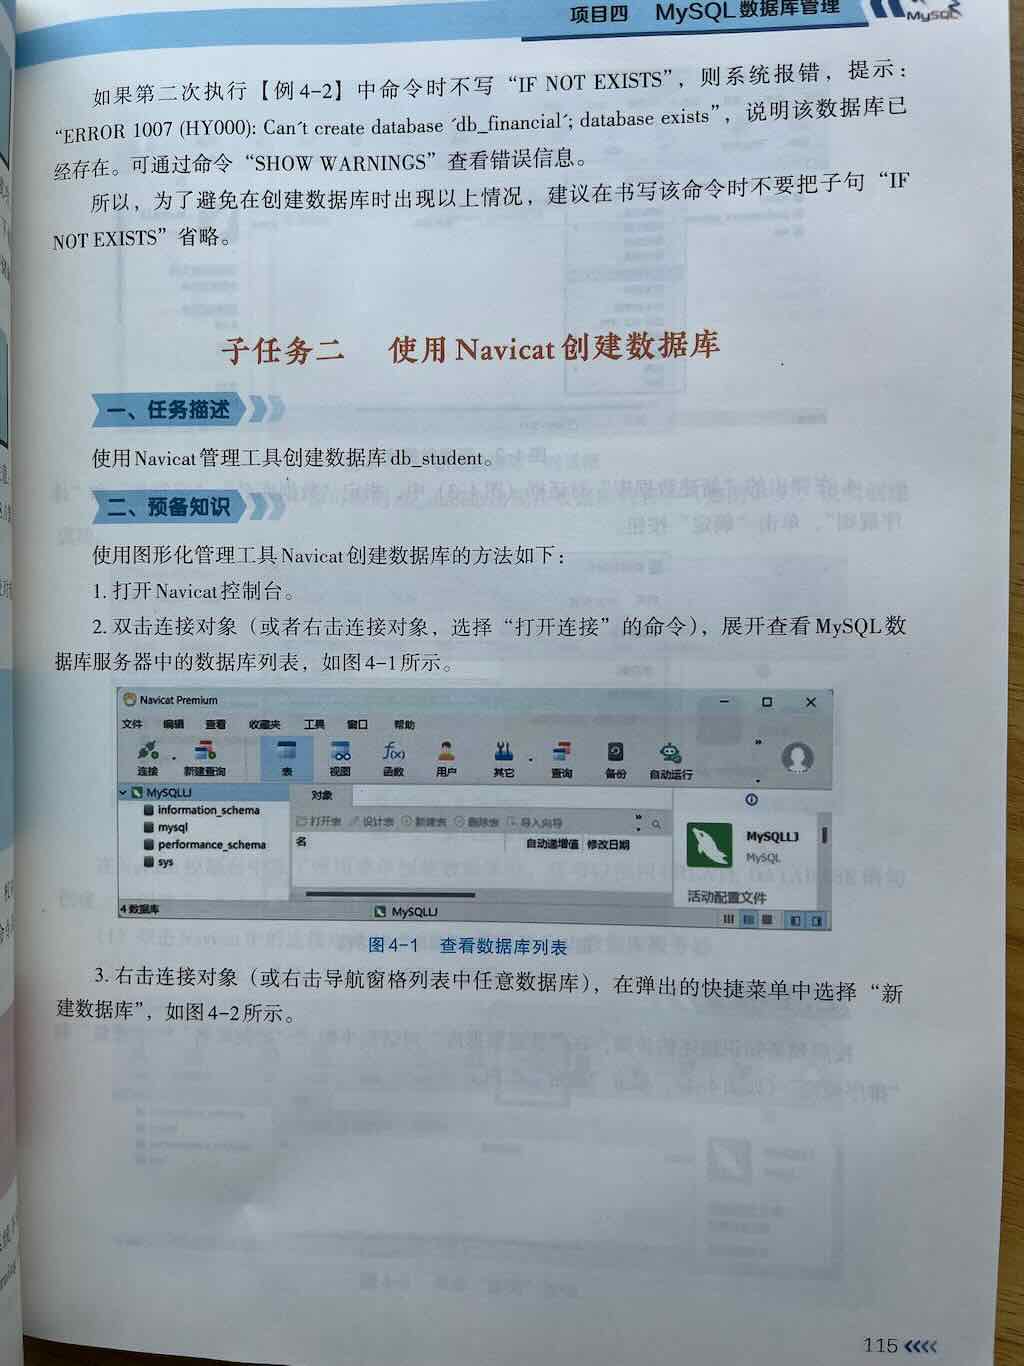 项目四 MySQL数据库管理
MySQL
如果第二次执行【例4-2】中命令时不写“IF NOT EXISTS”，则系统报错，提示：
“ERROR 1007 (HY000): Can´t create database ´db_financial´; database exists”，说明该数据库已
经存在。可通过命令“SHOW WARNINGS”查看错误信息。
所以，为了避免在创建数据库时出现以上情况，建议在书写该命令时不要把子句“IF
NOT EXISTS”省略。
子任务二 使用Navicat创建数据库
一、任务描述
使用Navicat管理工具创建数据库db_student。
二、预备知识
使用图形化管理工具Navicat创建数据库的方法如下：
1. 打开Navicat控制台。
2. 双击连接对象（或者右击连接对象，选择“打开连接”的命令），展开查看MySQL数
据库服务器中的数据库列表，如图4-1所示。
Navicat Premium
文件 编辑 查看 收藏夹 工具 窗口 帮助
连接 新建查询 表 视图 函数 用户 其它 查询 备份 自动运行
MySQLLJ
information_schema
mysql
performance_schema
sys
对象
打开表 设计表 新建表 删除表 导入向导
名 自动递增值 修改日期
MySQLLJ
MySQL
活动配置文件
4 数据库
MySQLLJ
图4-1 查看数据库列表
3. 右击连接对象（或右击导航窗格列表中任意数据库），在弹出的快捷菜单中选择“新
建数据库”，如图4-2所示。
115